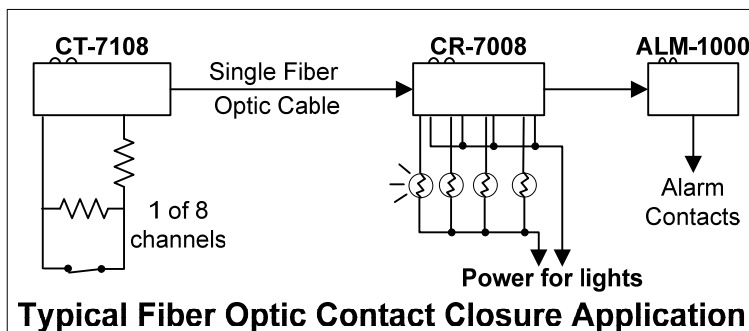 CT-7108
CR-7008
ALM-1000
Single Fiber
Optic Cable
1 of 8
channels
Alarm
Contacts
Power for lights
Typical Fiber Optic Contact Closure Application